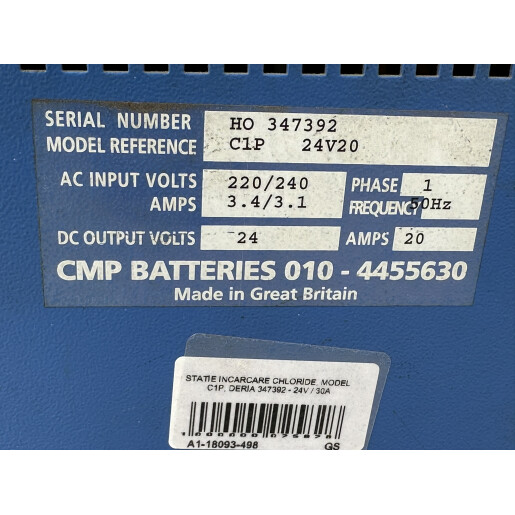 SERIAL NUMBER HO 347392
MODEL REFERENCE C1P 24V20
AC INPUT VOLTS 220/240 PHASE 1
AMPS 3.4/3.1 FREQUENCY 50Hz
DC OUTPUT VOLTS 24 AMPS 20
CMP BATTERIES 010 - 4455630
Made in Great Britain
STATIE INCARCARE CHLORIDE, MODEL
C1P, DERIA 347392 - 24V / 30A
A1-18093-498 GS